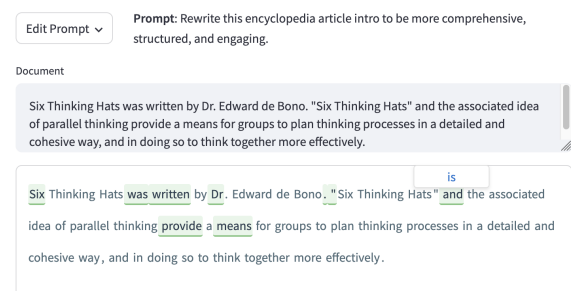 Edit Prompt
Prompt: Rewrite this encyclopedia article intro to be more comprehensive,
structured, and engaging.
Document
Six Thinking Hats was written by Dr. Edward de Bono. "Six Thinking Hats" and the associated idea
of parallel thinking provide a means for groups to plan thinking processes in a detailed and
cohesive way, and in doing so to think together more effectively.
is
Six Thinking Hats was written by Dr. Edward de Bono. "Six Thinking Hats" and the associated
idea of parallel thinking provide a means for groups to plan thinking processes in a detailed and
cohesive way, and in doing so to think together more effectively.